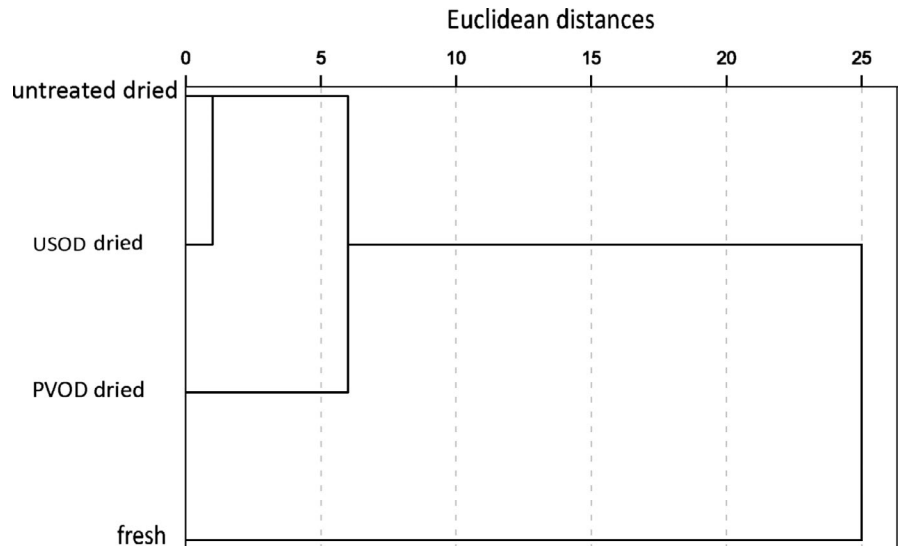 Euclidean distances
0 5 10 15 20 25
untreated dried
USOD dried
PVOD dried
fresh